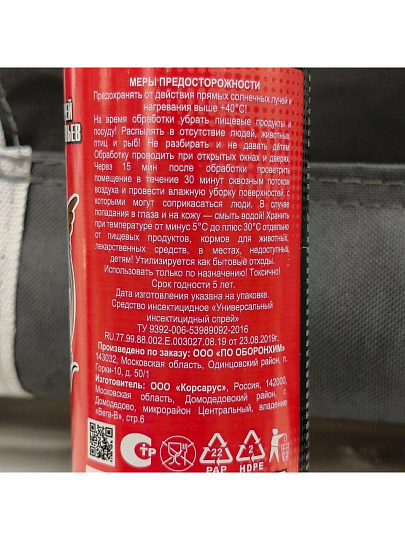 МЕРЫ ПРЕДОСТОРОЖНОСТИ
Предохранять от действия прямых солнечных лучей и
нагревания выше +40°С!
На время обработки убрать пищевые продукты и
посуду! Распылять в отсутствие людей, животных,
птиц и рыб! Не разбирать и не давать детям
Обработку проводить при открытых окнах и дверях.
Через 15 мин после обработки проветрить
помещение в течение 30 минут сквозным потоком
воздуха и провести влажную уборку поверхностей, с
которыми могут соприкасаться люди. В случае
попадания в глаза и на кожу — смыть водой! Хранить
при температуре от минус 5°С до плюс 30°С отдельно
от пищевых продуктов, кормов для животных,
лекарственных средств, в местах, недоступных
детям! Утилизируется как бытовые отходы.
Использовать только по назначению! Токсично!
Срок годности 5 лет.
Дата изготовления указана на упаковке.
Средство инсектицидное «Универсальный
инсектицидный спрей»
ТУ 9392-006-53989092-2016
RU.77.99.88.002.Е.003027.08.19 от 23.08.2019г.
Произведено по заказу: ООО «ПО ОБОРОНХИМ»
143032, Московская область, Одинцовский район, п.
Горки-10, д. 50/1
Изготовитель: ООО «Корсарус», Россия, 142000,
Московская область, Домодедовский район, г.
Домодедово, микрорайон Центральный, владение
«Вега-В», стр.6
СТР
22
PAP
2
HDPE